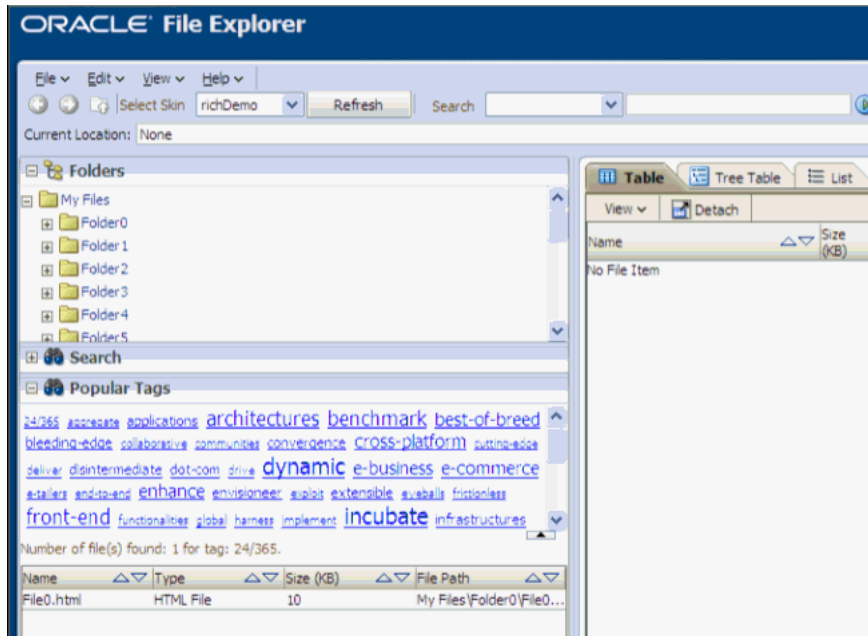 ORACLE File Explorer
File Edit View Help
Select Skin richDemo Refresh Search
Current Location: None
Folders
My Files
Folder0
Folder1
Folder2
Folder3
Folder4
Folder5
Search
Popular Tags
24/365 aggregate applications architectures benchmark best-of-breed
bleeding-edge collaborative communities convergence cross-platform cutting-edge
deliver disintermediate dot-com drive dynamic e-business e-commerce
e-tailers end-to-end enhance envisioneer exploit extensible eyeballs frictionless
front-end functionalities global harness implement incubate infrastructures
Number of file(s) found: 1 for tag: 24/365.
Name Type Size (KB) File Path
File0.html HTML File 10 My Files\Folder0\File0...
Table Tree Table List
View Detach
Name Size (KB)
No File Item